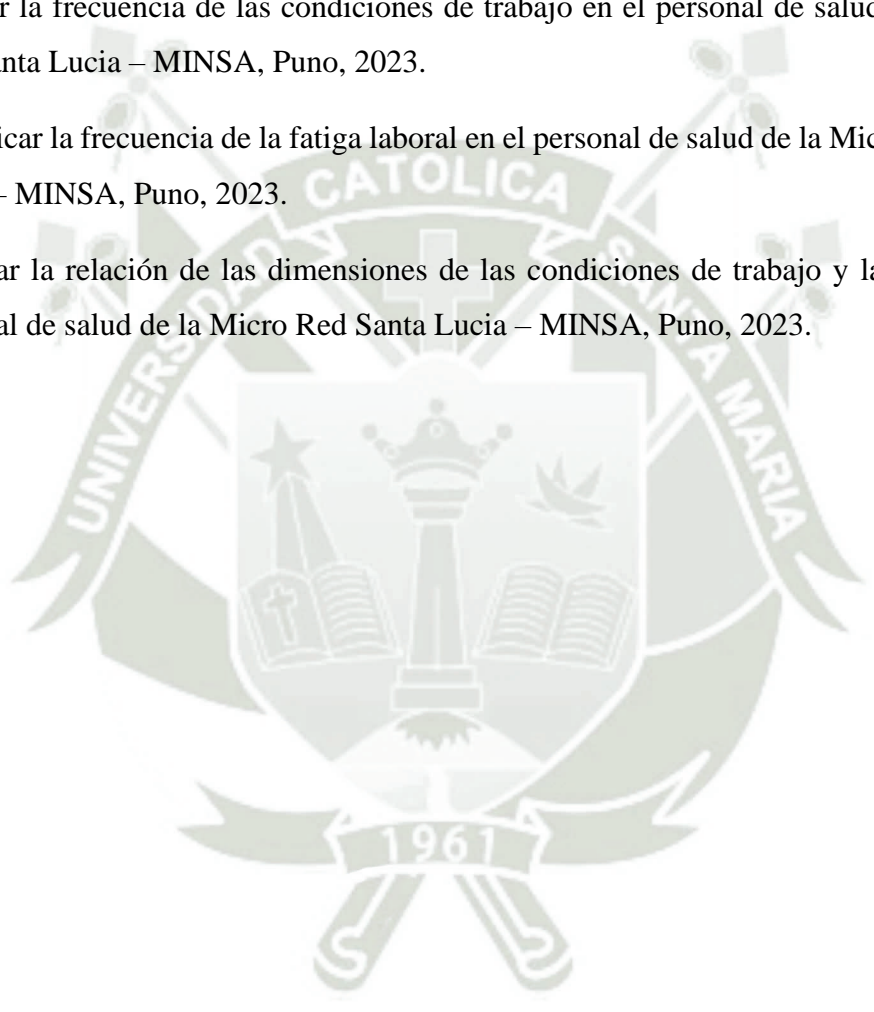 r la frecuencia de las condiciones de trabajo en el personal de salud
anta Lucia – MINSA, Puno, 2023.
icar la frecuencia de la fatiga laboral en el personal de salud de la Mic
– MINSA, Puno, 2023.
ar la relación de las dimensiones de las condiciones de trabajo y la
al de salud de la Micro Red Santa Lucia – MINSA, Puno, 2023.
UNIVERSIDAD CATOLICA SANTA MARIA
1961